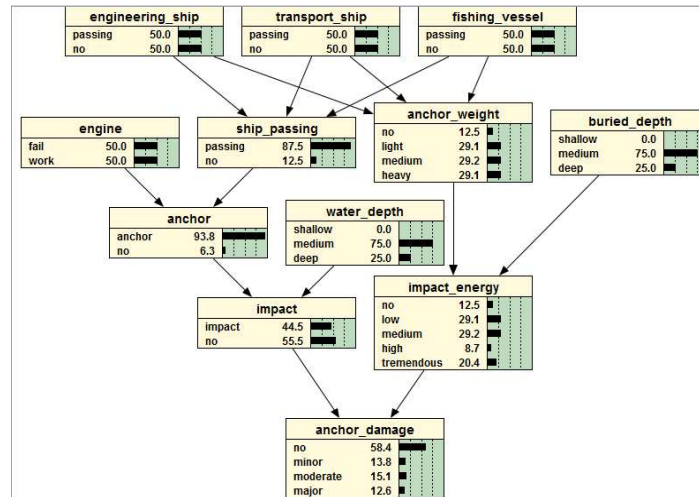 engineering_ship
passing 50.0
no 50.0
transport_ship
passing 50.0
no 50.0
fishing_vessel
passing 50.0
no 50.0
engine
fail 50.0
work 50.0
ship_passing
passing 87.5
no 12.5
anchor_weight
no 12.5
light 29.1
medium 29.2
heavy 29.1
buried_depth
shallow 0.0
medium 75.0
deep 25.0
anchor
anchor 93.8
no 6.3
water_depth
shallow 0.0
medium 75.0
deep 25.0
impact
impact 44.5
no 55.5
impact_energy
no 12.5
low 29.1
medium 29.2
high 8.7
tremendous 20.4
anchor_damage
no 58.4
minor 13.8
moderate 15.1
major 12.6